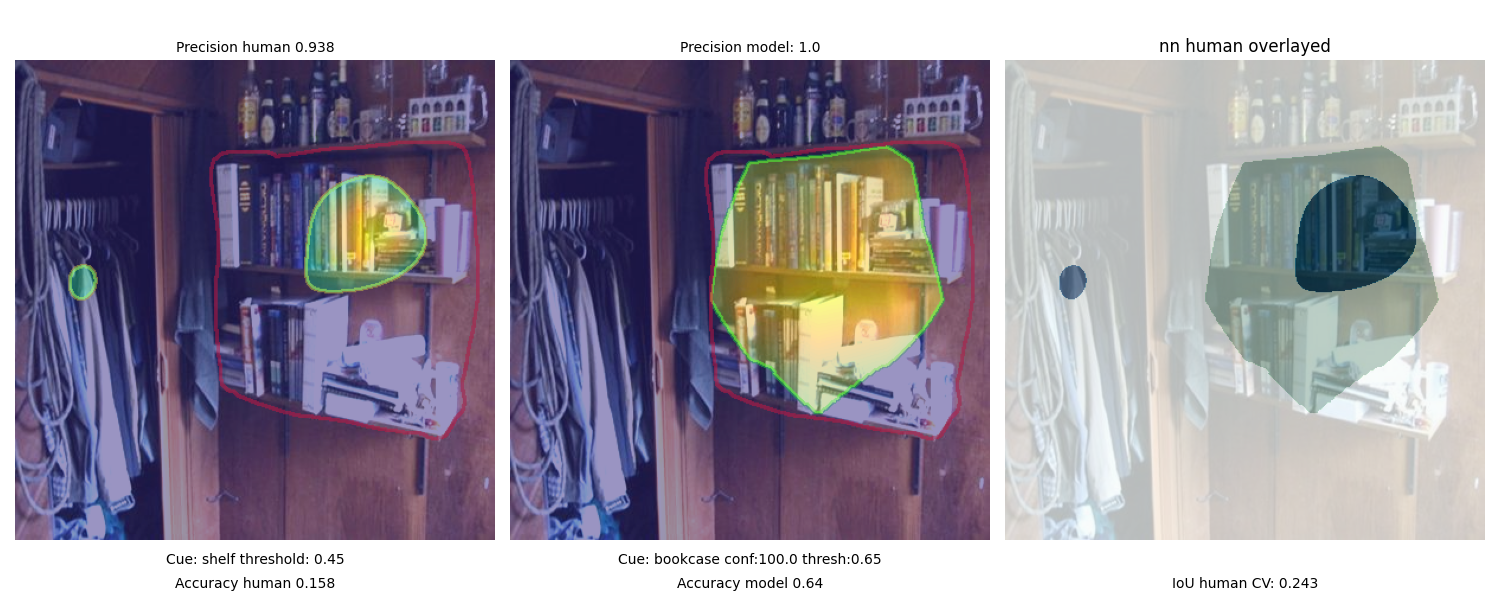 Precision human 0.938
Precision model: 1.0
nn human overlayed
Cue: shelf threshold: 0.45
Accuracy human 0.158
Cue: bookcase conf:100.0 thresh:0.65
Accuracy model 0.64
IoU human CV: 0.243